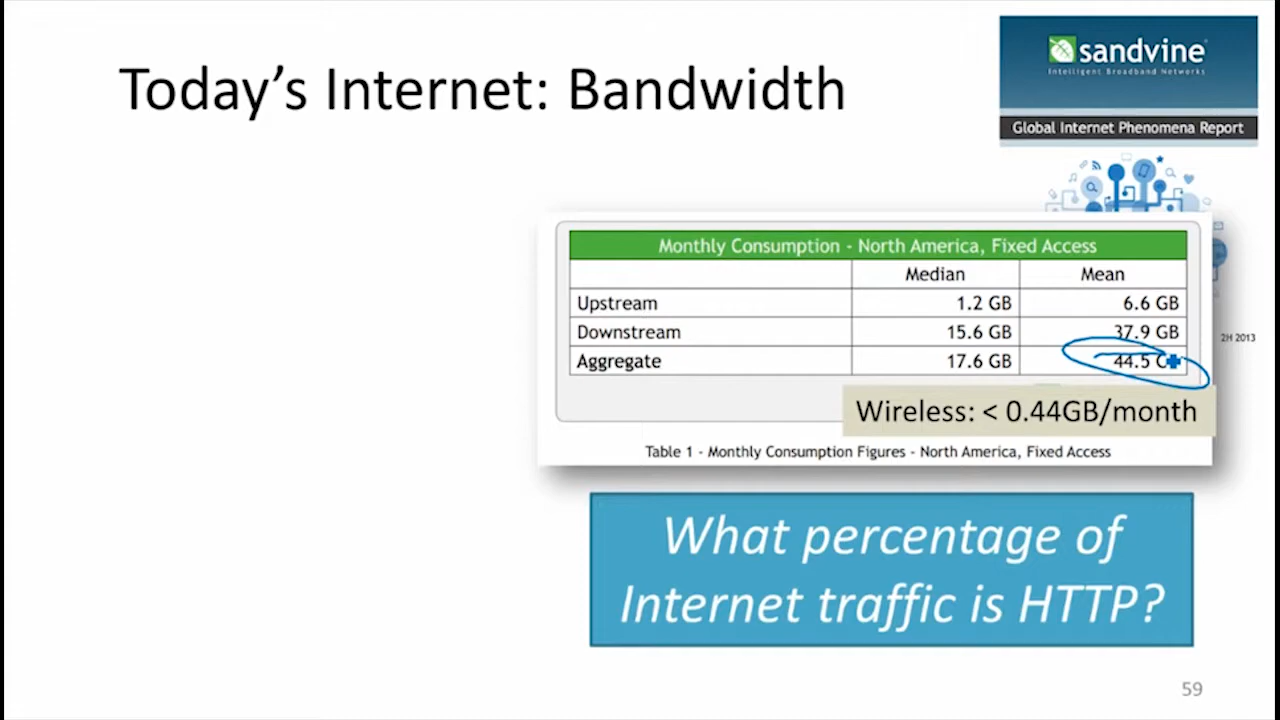 Today's Internet: Bandwidth
sandvine
Intelligent Broadband Networks
Global Internet Phenomena Report
Monthly Consumption - North America, Fixed Access
Median Mean
Upstream 1.2 GB 6.6 GB
Downstream 15.6 GB 37.9 GB
2H 2013
Aggregate 17.6 GB 44.5
Wireless: < 0.44GB/month
Table 1 - Monthly Consumption Figures - North America, Fixed Access
What percentage of
Internet traffic is HTTP?
59